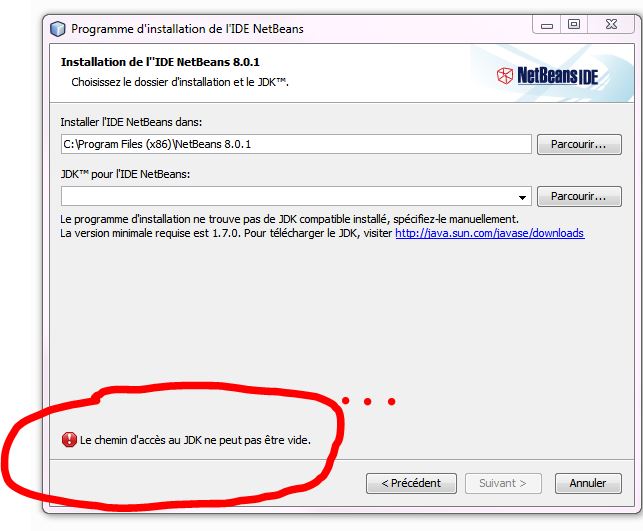 Programme d'installation de l'IDE NetBeans
Installation de l''IDE NetBeans 8.0.1
Choisissez le dossier d'installation et le JDK™.
NetBeans IDE
Installer l'IDE NetBeans dans:
C:\Program Files (x86)\NetBeans 8.0.1
Parcourir...
JDK™ pour l'IDE NetBeans:
Parcourir...
Le programme d'installation ne trouve pas de JDK compatible installé, spécifiez-le manuellement.
La version minimale requise est 1.7.0. Pour télécharger le JDK, visiter http://java.sun.com/javase/downloads
Le chemin d'accès au JDK ne peut pas être vide.
< Précédent
Suivant >
Annuler